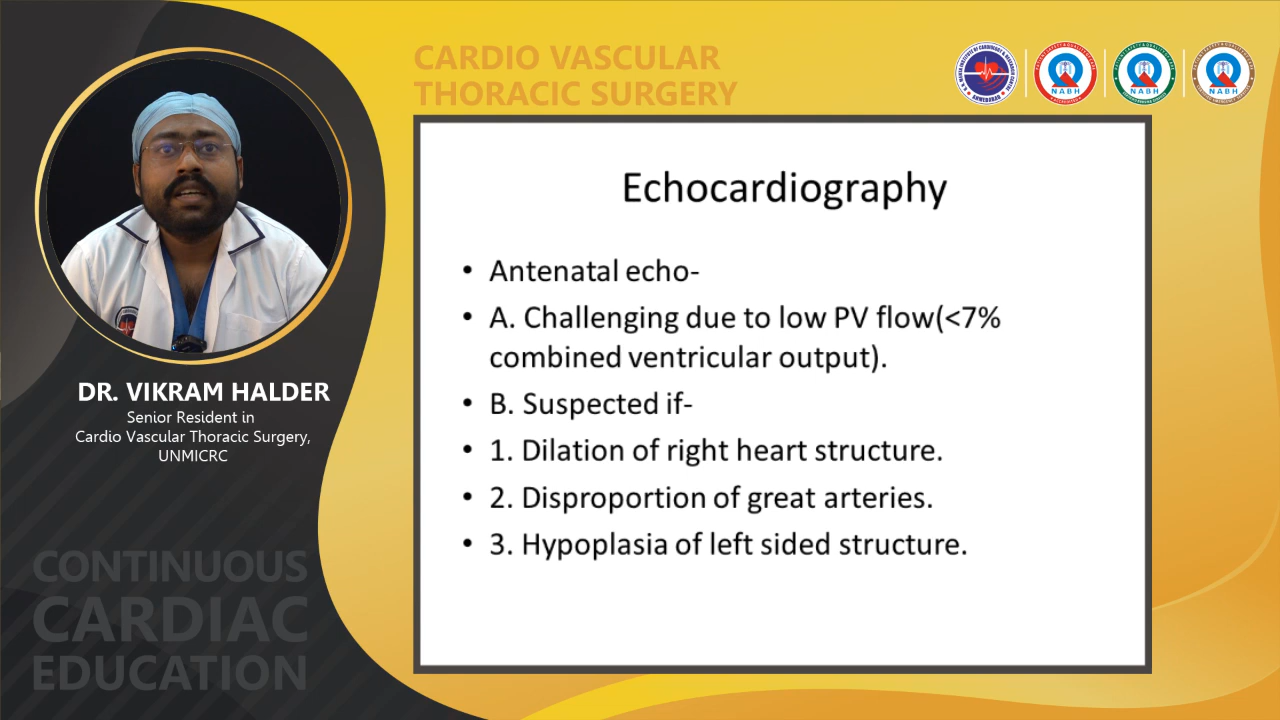 CARDIO VASCULAR
THORACIC SURGERY
NABH
NABH
NABH
Echocardiography
• Antenatal echo-
• A. Challenging due to low PV flow(<7%
combined ventricular output).
• B. Suspected if-
• 1. Dilation of right heart structure.
• 2. Disproportion of great arteries.
• 3. Hypoplasia of left sided structure.
DR. VIKRAM HALDER
Senior Resident in
Cardio Vascular Thoracic Surgery,
UNMICRC
CONTINUOUS
CARDIAC
EDUCATION